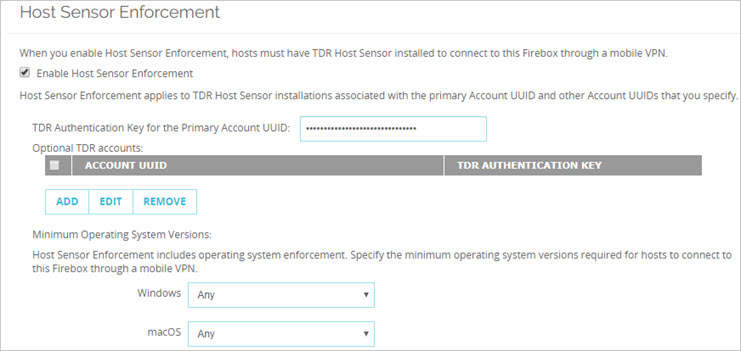 Host Sensor Enforcement
When you enable Host Sensor Enforcement, hosts must have TDR Host Sensor installed to connect to this Firebox through a mobile VPN.
Enable Host Sensor Enforcement
Host Sensor Enforcement applies to TDR Host Sensor installations associated with the primary Account UUID and other Account UUIDs that you specify.
TDR Authentication Key for the Primary Account UUID: •••••••••••••••••••••••••••••••
Optional TDR accounts:
ACCOUNT UUID TDR AUTHENTICATION KEY
ADD EDIT REMOVE
Minimum Operating System Versions:
Host Sensor Enforcement includes operating system enforcement. Specify the minimum operating system versions required for hosts to connect to
this Firebox through a mobile VPN.
Windows Any
macOS Any